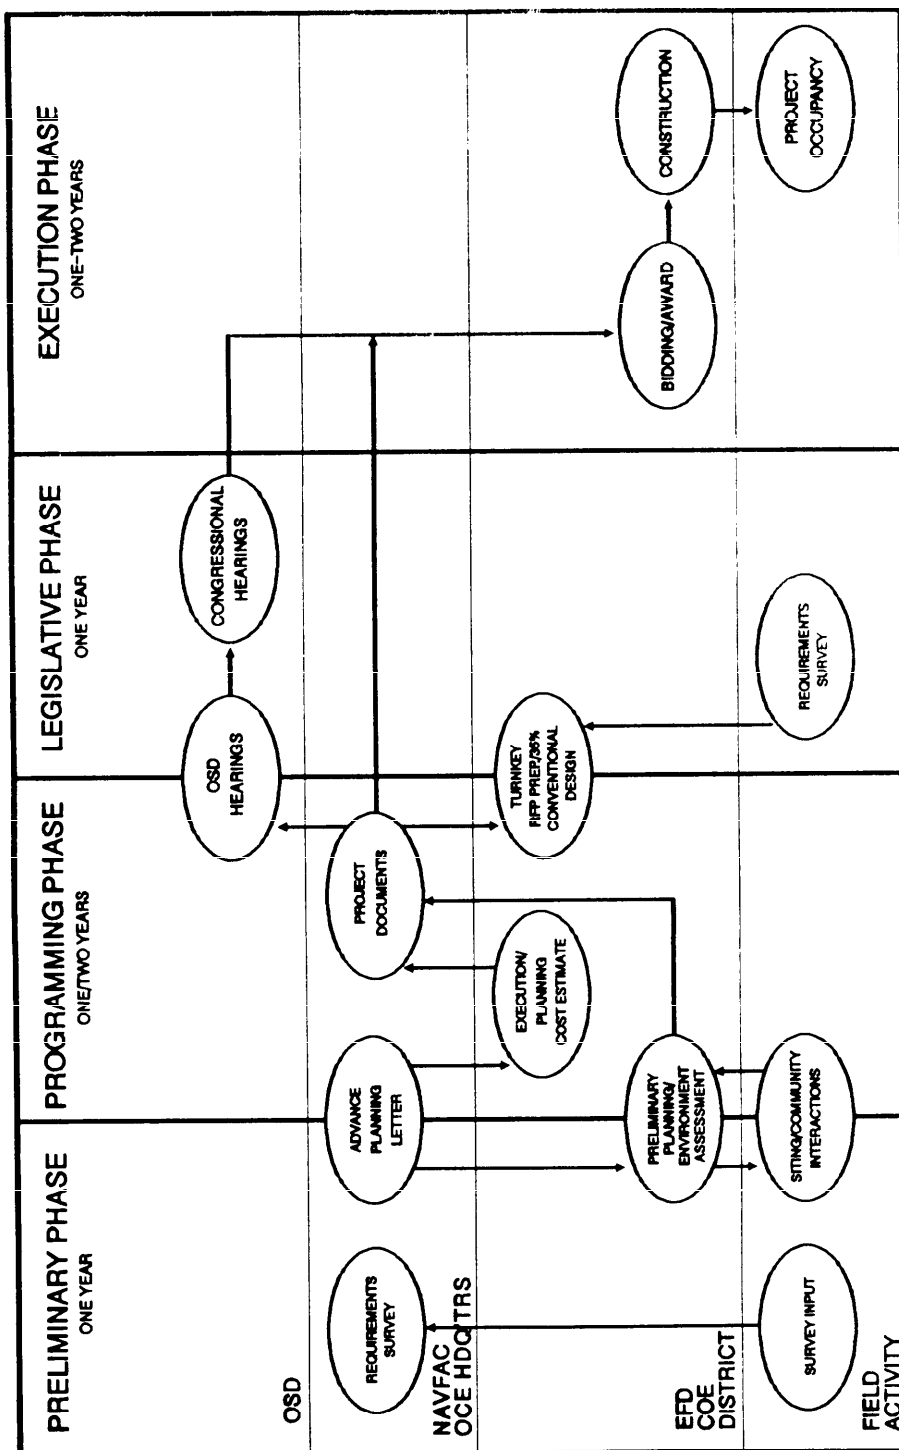 PRELIMINARY PHASE
ONE YEAR
PROGRAMMING PHASE
ONE/TWO YEARS
LEGISLATIVE PHASE
ONE YEAR
EXECUTION PHASE
ONE-TWO YEARS
OSD
OSD
HEARINGS
CONGRESSIONAL
HEARINGS
NAVFAC
OCE HDQ'TRS
REQUIREMENTS
SURVEY
ADVANCE
PLANNING
LETTER
PROJECT
DOCUMENTS
EXECUTION/
PLANNING
COST ESTIMATE
TURNKEY
PREP/35%
CONVENTIONAL
DESIGN
EFD
COE
DISTRICT
PRELIMINARY
PLANNING/
ENVIRONMENT
ASSESSMENT
BIDDING/AWARD
CONSTRUCTION
FIELD
ACTIVITY
SURVEY INPUT
SITING/COMMUNITY
INTERACTIONS
REQUIREMENTS
SURVEY
PROJECT
OCCUPANCY